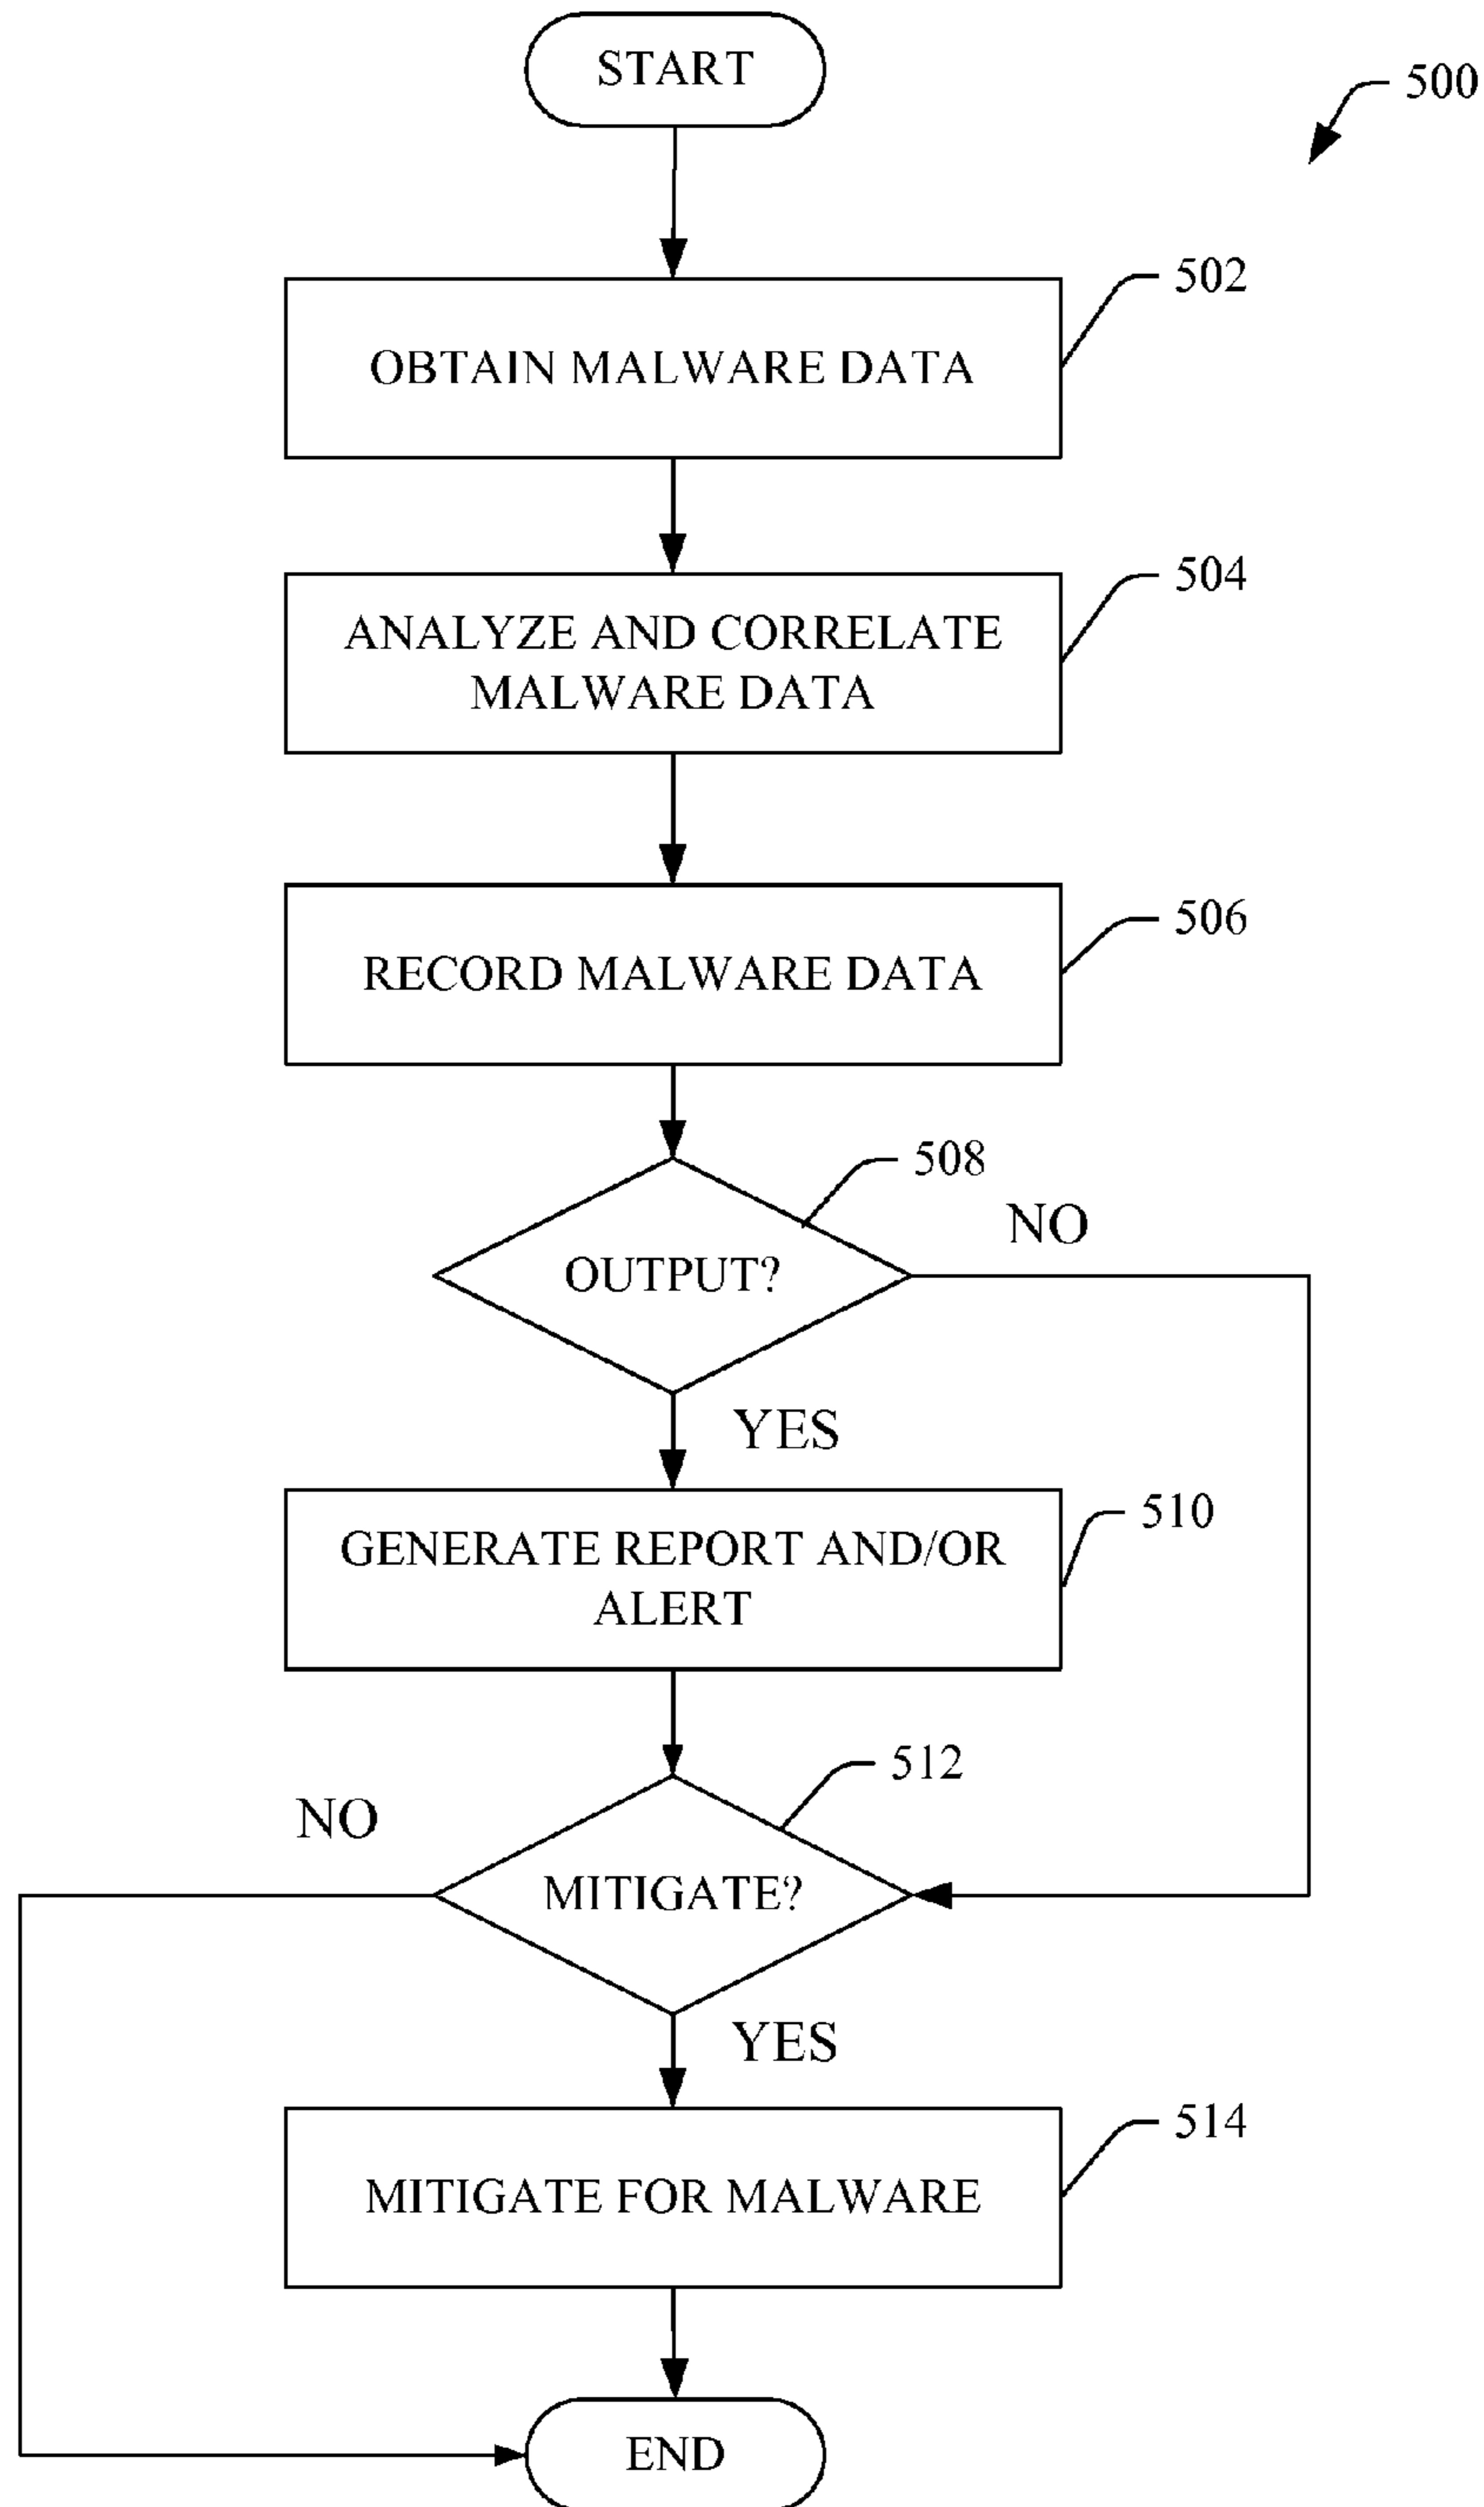 START
500
502
OBTAIN MALWARE DATA
504
ANALYZE AND CORRELATE
MALWARE DATA
506
RECORD MALWARE DATA
508
NO
OUTPUT?
YES
510
GENERATE REPORT AND/OR
ALERT
512
NO
MITIGATE?
YES
514
MITIGATE FOR MALWARE
END